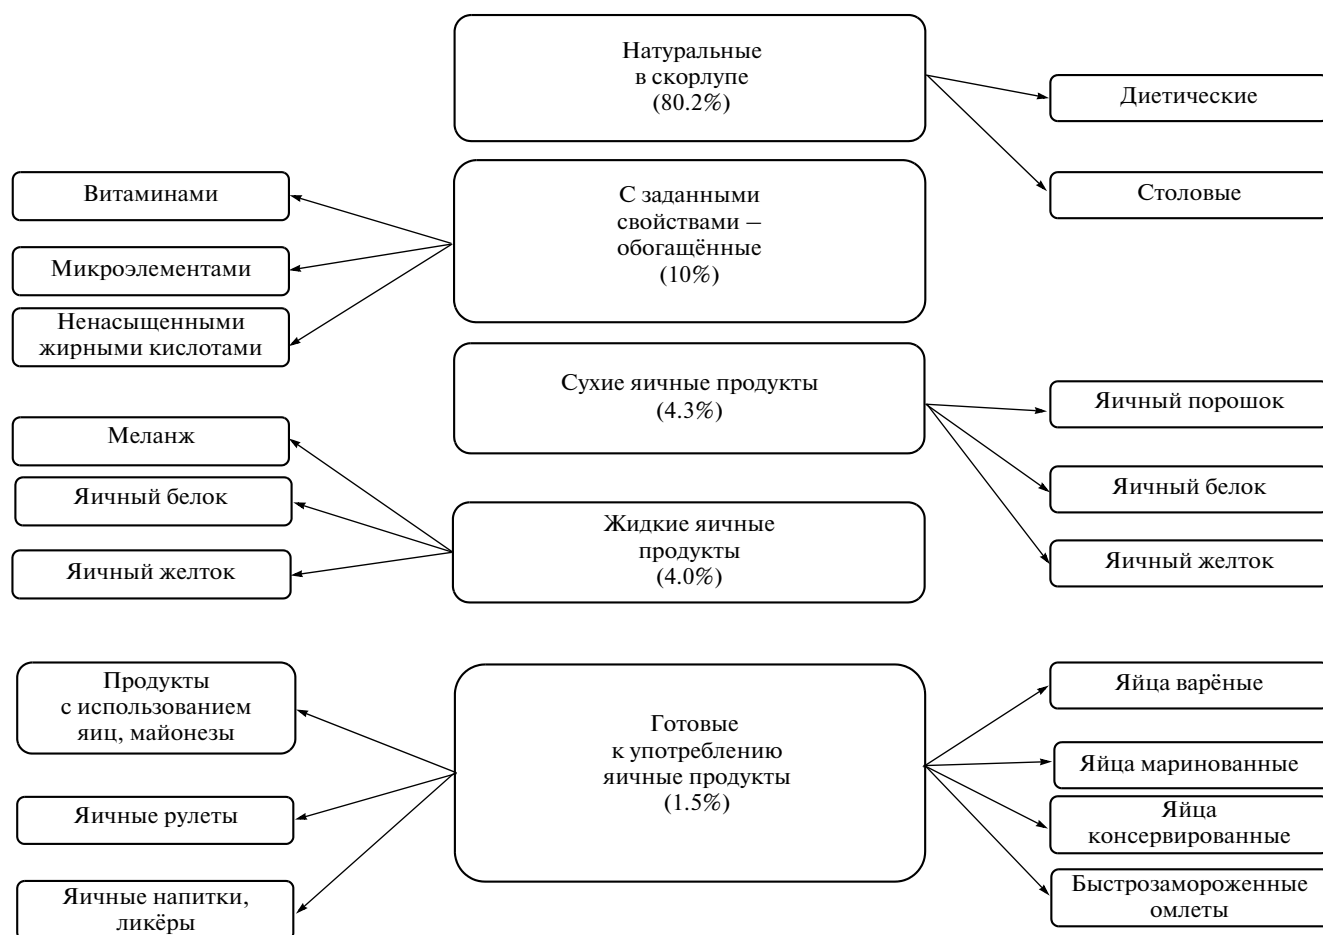 Натуральные
в скорлупе
(80.2%)
Диетические
Столовые
С заданными
свойствами –
обогащённые
(10%)
Витаминами
Микроэлементами
Ненасыщенными
жирными кислотами
Сухие яичные продукты
(4.3%)
Яичный порошок
Яичный белок
Яичный желток
Жидкие яичные
продукты
(4.0%)
Меланж
Яичный белок
Яичный желток
Готовые
к употреблению
яичные продукты
(1.5%)
Продукты
с использованием
яиц, майонезы
Яичные рулеты
Яичные напитки,
ликёры
Яйца варёные
Яйца маринованные
Яйца
консервированные
Быстрозамороженные
омлеты